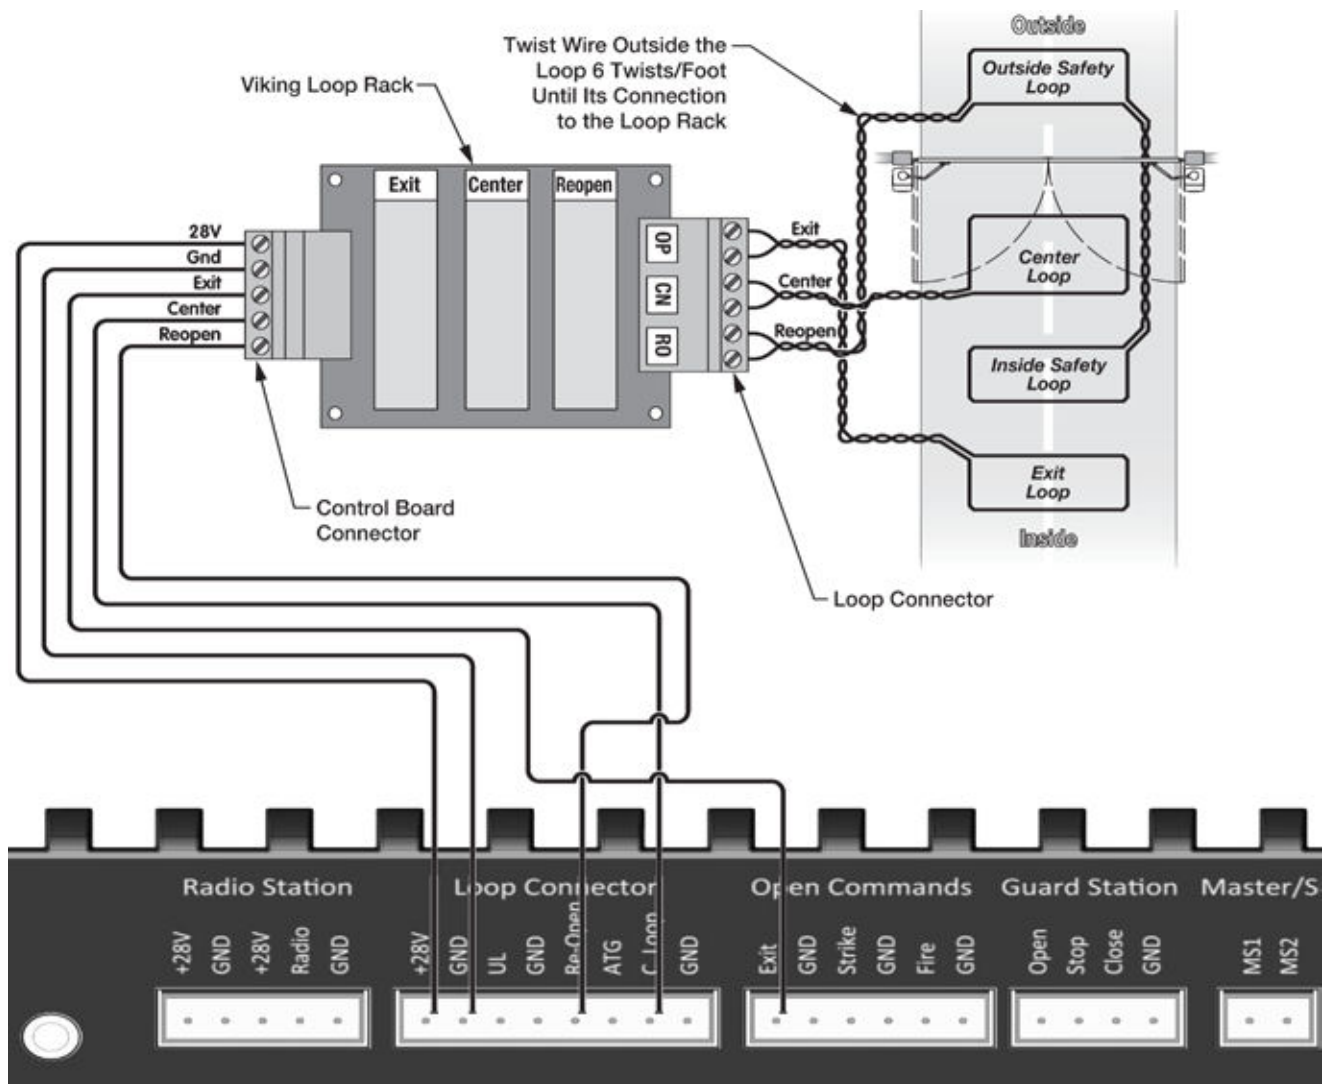 Outside
Twist Wire Outside the
Loop 6 Twists/Foot
Until Its Connection
to the Loop Rack
Outside Safety
Loop
Viking Loop Rack
Exit
Center
Reopen
28V
Gnd
Exit
Center
Reopen
OP
CN
RO
Exit
Center
Reopen
Center
Loop
Inside Safety
Loop
Exit
Loop
Inside
Control Board
Connector
Loop Connector
Radio Station
Loop Connector
Open Commands
Guard Station
Master/S
+28V
GND
+28V
Radio
GND
+28V
GND
UL
GND
Re-Open
ATG
C. Loop
GND
Exit
GND
Strike
GND
Fire
GND
Open
Stop
Close
GND
MS1
MS2